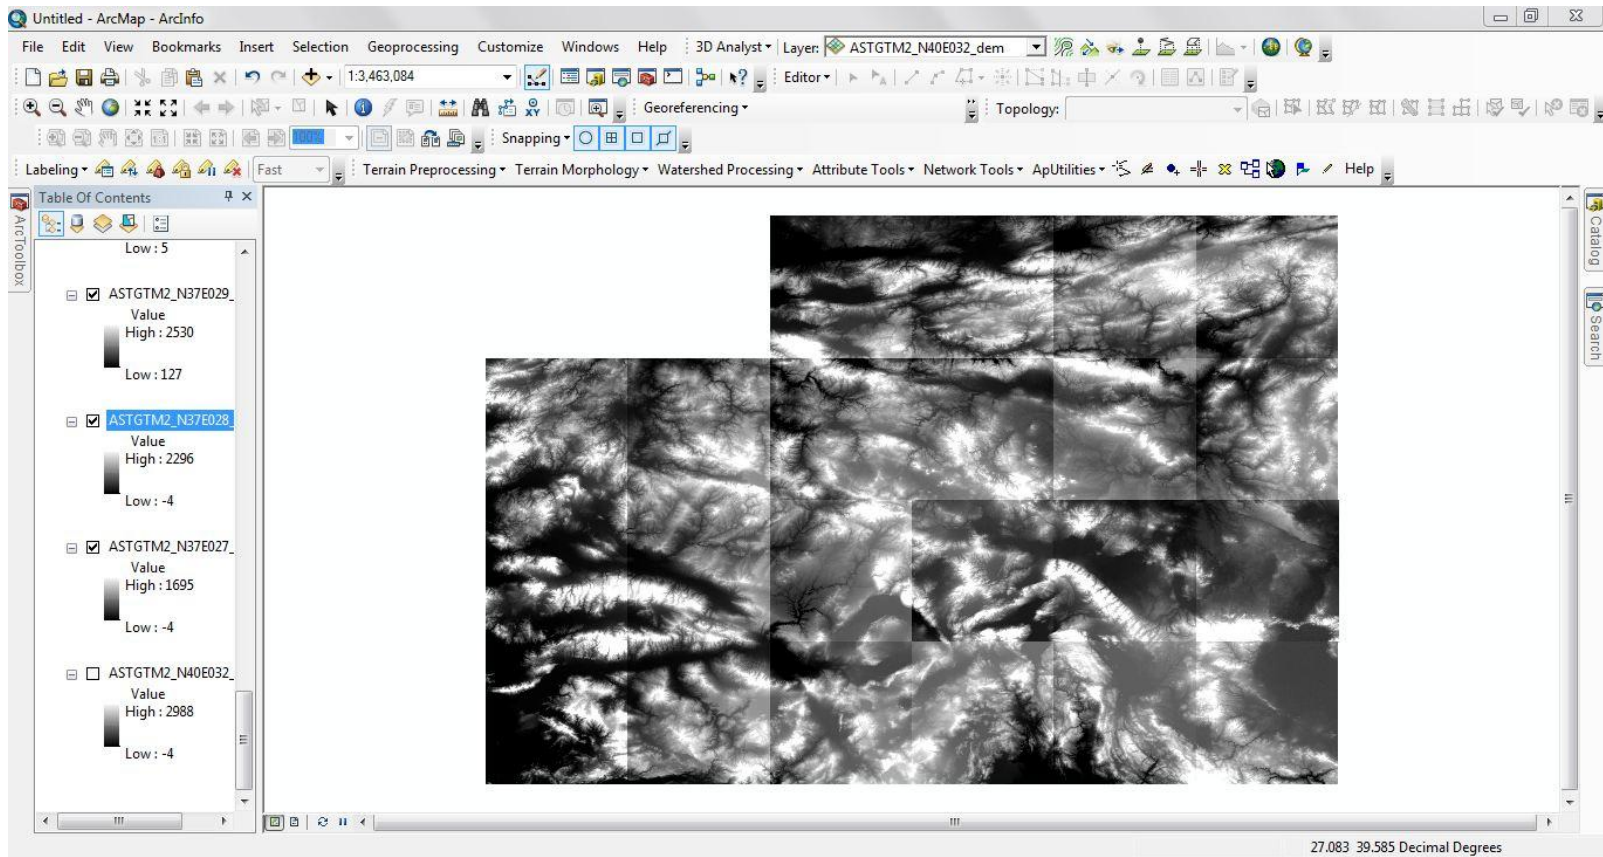 Untitled - ArcMap - ArcInfo
File Edit View Bookmarks Insert Selection Geoprocessing Customize Windows Help 3D Analyst Layer: ASTGTM2_N40E032_dem
1:3,463,084 Editor
Georeferencing Topology:
100% Snapping
Labeling Fast Terrain Preprocessing Terrain Morphology Watershed Processing Attribute Tools Network Tools ApUtilities Help
ArcToolbox
Table Of Contents
Low : 5
ASTGTM2_N37E029_
Value
High : 2530
Low : 127
ASTGTM2_N37E028_
Value
High : 2296
Low : -4
ASTGTM2_N37E027_
Value
High : 1695
Low : -4
ASTGTM2_N40E032_
Value
High : 2988
Low : -4
Catalog
Search
27.083 39.585 Decimal Degrees